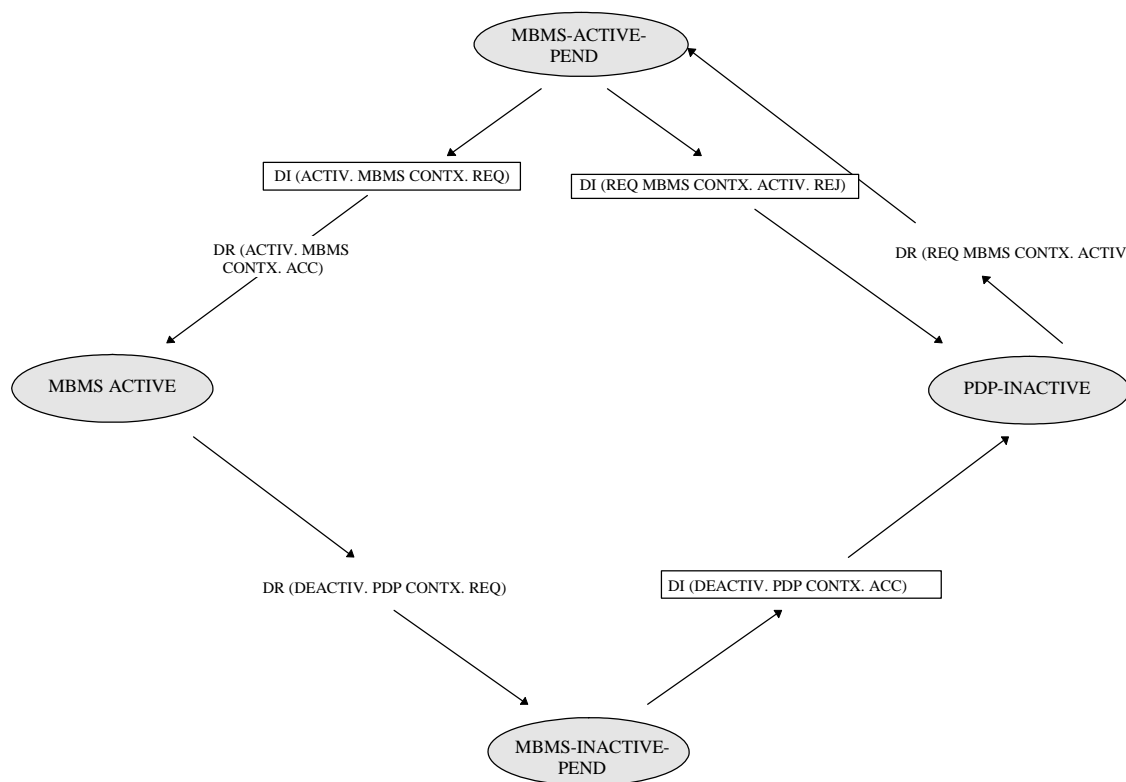 MBMS-ACTIVE-
PEND
DI (ACTIV. MBMS CONTX. REQ)
DI (REQ MBMS CONTX. ACTIV. REJ)
DR (ACTIV. MBMS
CONTX. ACC)
DR (REQ MBMS CONTX. ACTIV
MBMS ACTIVE
PDP-INACTIVE
DR (DEACTIV. PDP CONTX. REQ)
DI (DEACTIV. PDP CONTX. ACC)
MBMS-INACTIVE-
PEND